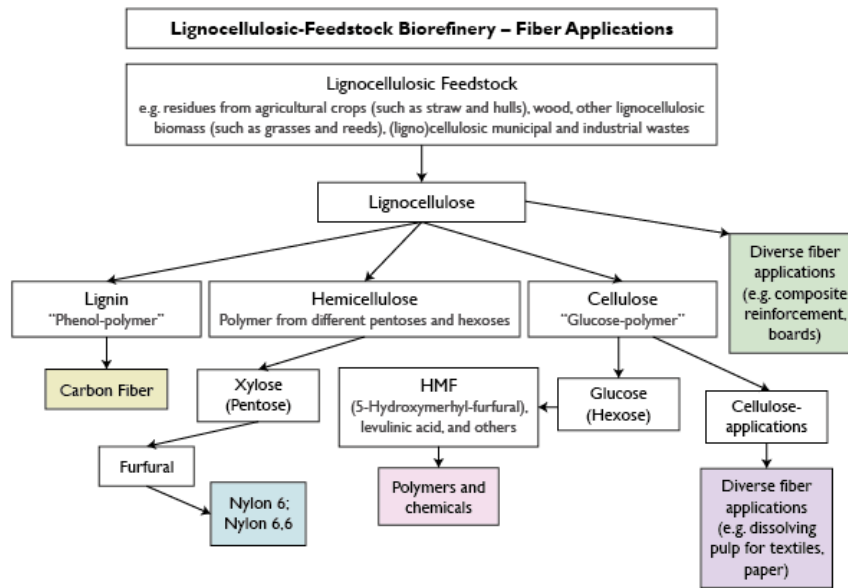 Lignocellulosic-Feedstock Biorefinery – Fiber Applications
Lignocellulosic Feedstock
e.g. residues from agricultural crops (such as straw and hulls), wood, other lignocellulosic
biomass (such as grasses and reeds), (ligno)cellulosic municipal and industrial wastes
Lignocellulose
Diverse fiber
applications
(e.g. composite
reinforcement,
boards)
Lignin
"Phenol-polymer"
Hemicellulose
Polymer from different pentoses and hexoses
Cellulose
"Glucose-polymer"
Carbon Fiber
Xylose
(Pentose)
HMF
(5-Hydroxymerhyl-furfural),
levulinic acid, and others
Glucose
(Hexose)
Cellulose-
applications
Furfural
Nylon 6;
Nylon 6,6
Polymers and
chemicals
Diverse fiber
applications
(e.g. dissolving
pulp for textiles,
paper)